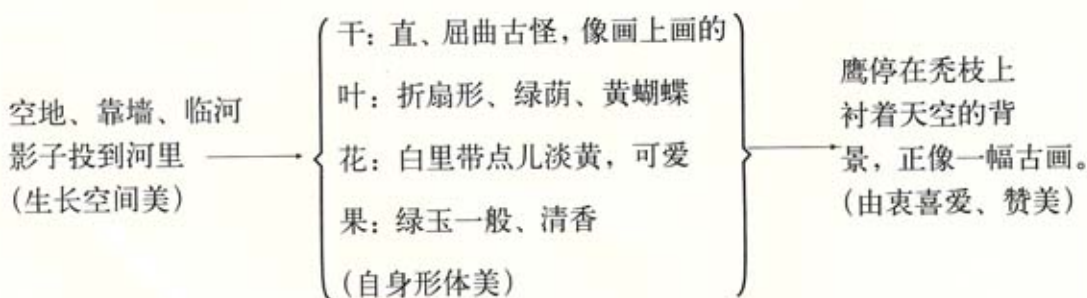 空地、靠墙、临河
影子投到河里
(生长空间美)
干：直、屈曲古怪，像画上画的
叶：折扇形、绿荫、黄蝴蝶
花：白里带点儿淡黄，可爱
果：绿玉一般、清香
(自身形体美)
鹰停在秃枝上
衬着天空的背
景，正像一幅古画。
(由衷喜爱、赞美)